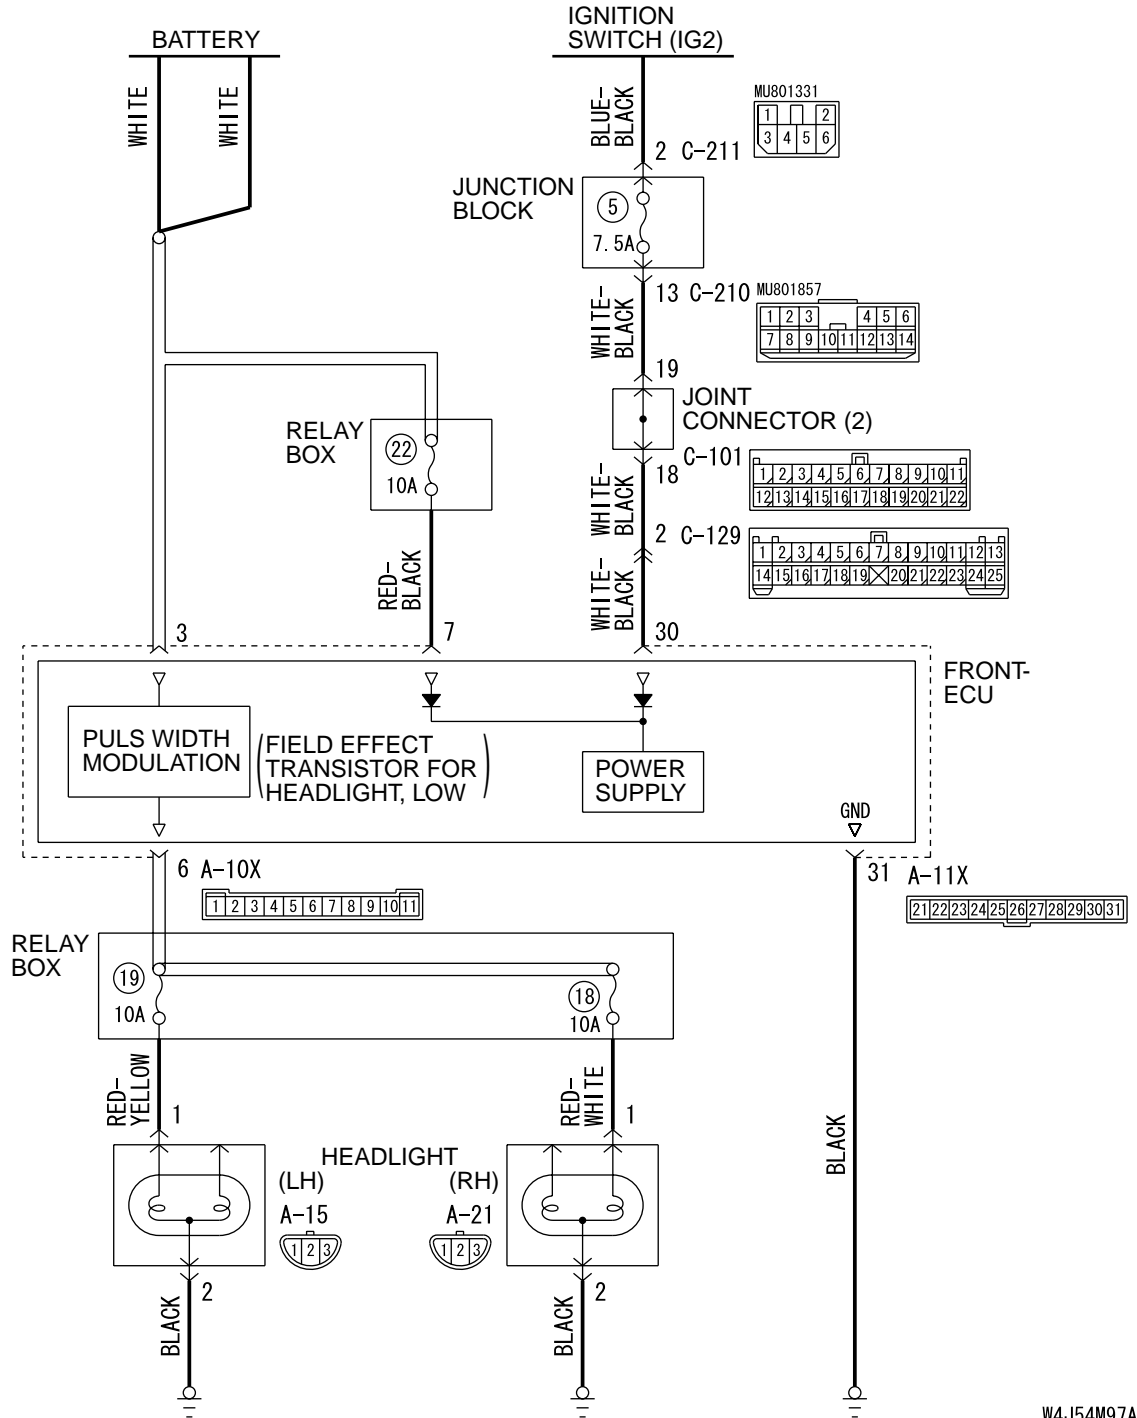 BATTERY
IGNITION
SWITCH (IG2)
WHITE
WHITE
BLUE-
BLACK
MU801331
1 2
3 4 5 6
2 C-211
JUNCTION
BLOCK
5
7.5A
13 C-210
MU801857
1 2 3 4 5 6
7 8 9 10 11 12 13 14
WHITE-
BLACK
19
JOINT
CONNECTOR (2)
RELAY
BOX
22
10A
C-101
18
1 2 3 4 5 6 7 8 9 10 11
12 13 14 15 16 17 18 19 20 21 22
WHITE-
BLACK
2 C-129
1 2 3 4 5 6 7 8 9 10 11 12 13
14 15 16 17 18 19 20 21 22 23 24 25
RED-
BLACK
WHITE-
BLACK
3
7
30
FRONT-
ECU
PULS WIDTH
MODULATION
(FIELD EFFECT
TRANSISTOR FOR
HEADLIGHT, LOW)
POWER
SUPPLY
GND
6 A-10X
1 2 3 4 5 6 7 8 9 10 11
31 A-11X
21 22 23 24 25 26 27 28 29 30 31
RELAY
BOX
19
10A
18
10A
RED-
YELLOW
1
RED-
WHITE
1
BLACK
HEADLIGHT
(LH)
(RH)
A-15
A-21
1 2 3
1 2 3
2
2
BLACK
BLACK
W4J54M97A